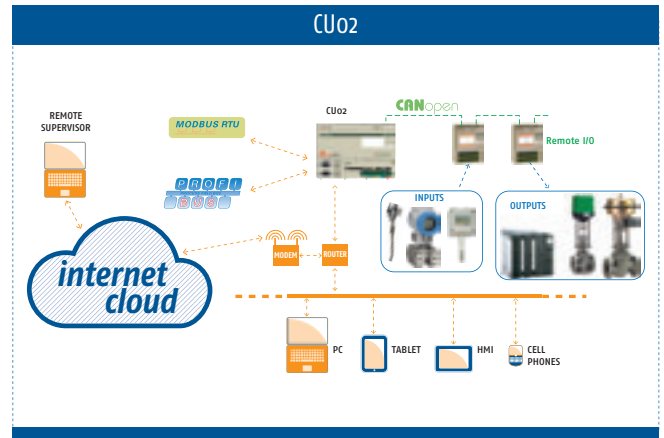 CU02
REMOTE
SUPERVISOR
MODBUS RTU
CU02
CANopen
Remote I/O
PROFI
BUS
INPUTS
OUTPUTS
internet
cloud
MODEM
ROUTER
PC
TABLET
HMI
CELL
PHONES